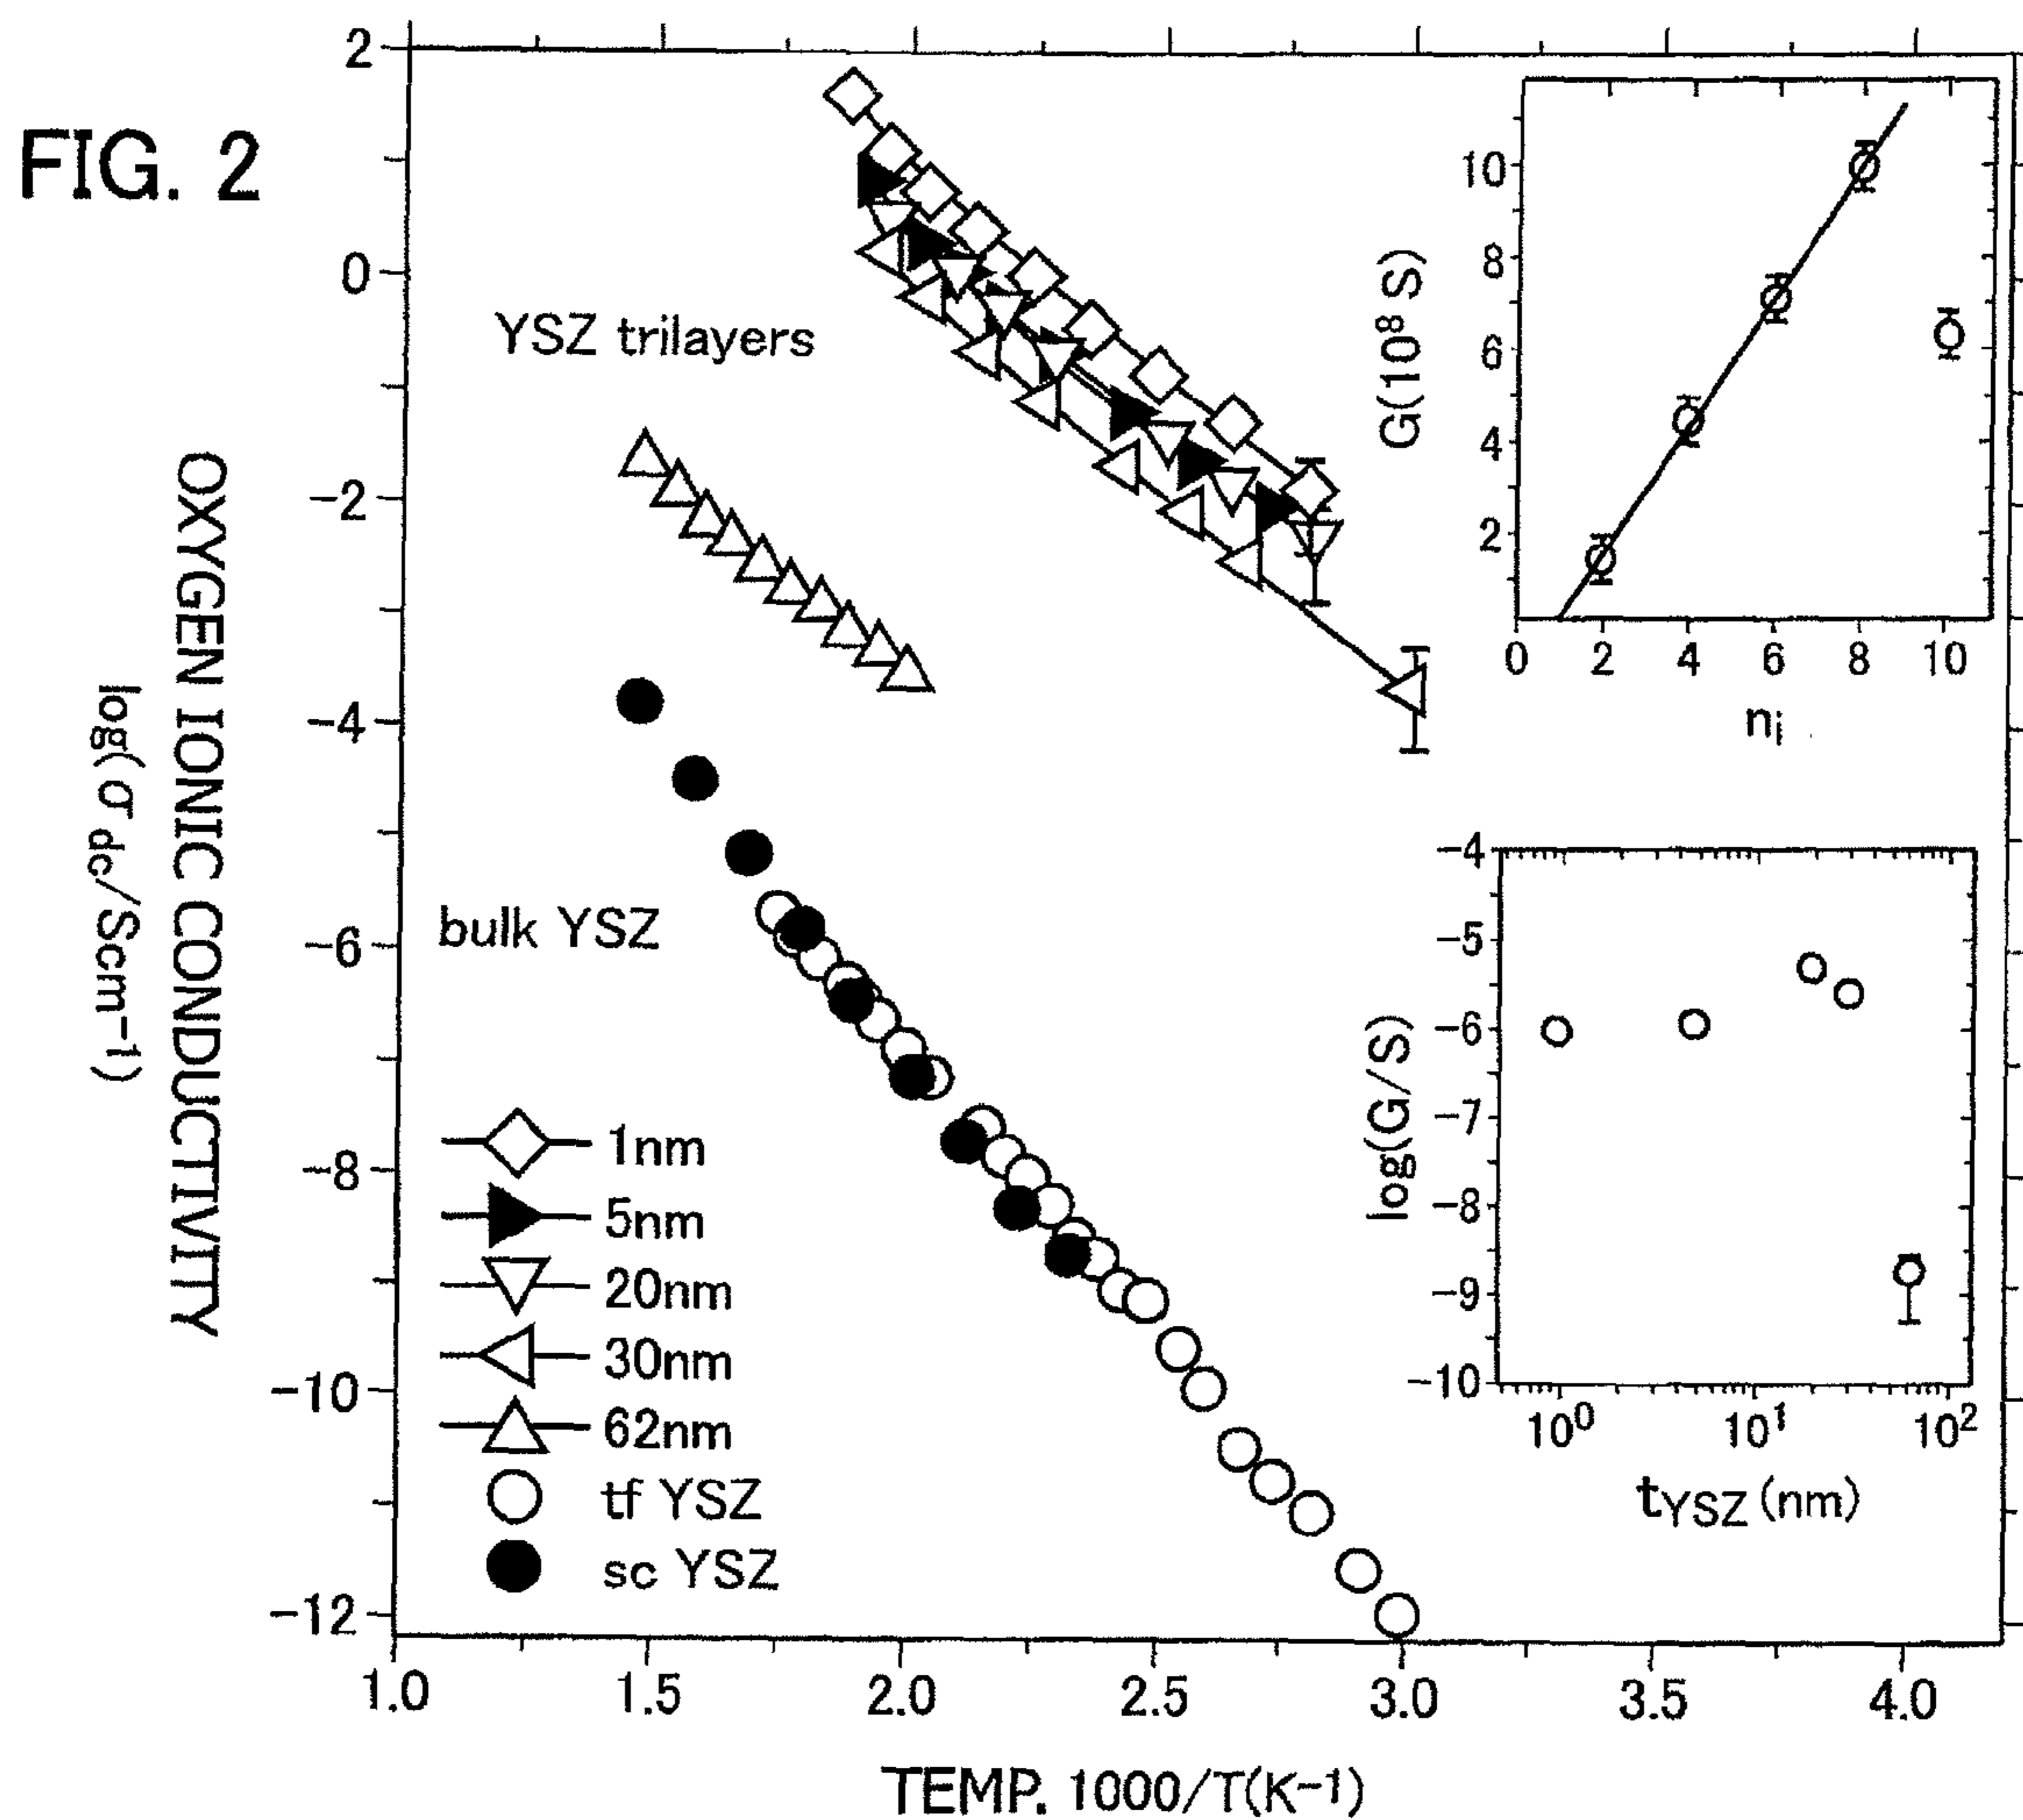 FIG. 2
OXYGEN IONIC CONDUCTIVITY
log(σdc/Scm⁻¹)
2
0
−2
−4
−6
−8
−10
−12
YSZ trilayers
bulk YSZ
1nm
5nm
20nm
30nm
62nm
tf YSZ
sc YSZ
1.0 1.5 2.0 2.5 3.0 3.5 4.0
TEMP. 1000/T(K⁻¹)
G(10⁸ S)
10
8
6
4
2
0 2 4 6 8 10
nᵢ
log(G/S)
−4
−5
−6
−7
−8
−9
−10
10⁰ 10¹ 10²
tYSZ (nm)